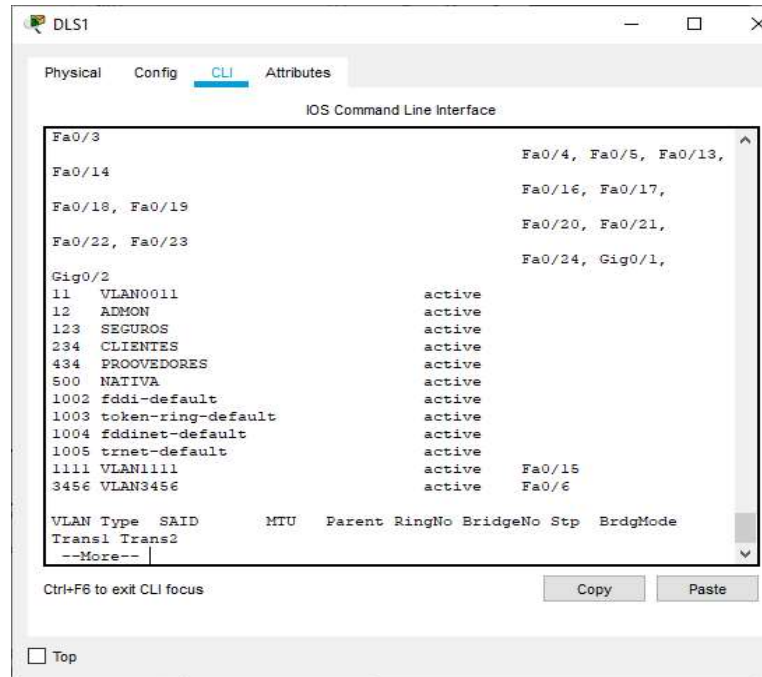 DLS1
Physical Config CLI Attributes
IOS Command Line Interface
Fa0/3
Fa0/4, Fa0/5, Fa0/13,
Fa0/14
Fa0/16, Fa0/17,
Fa0/18, Fa0/19
Fa0/20, Fa0/21,
Fa0/22, Fa0/23
Fa0/24, Gig0/1,
Gig0/2
11 VLAN0011 active
12 ADMON active
123 SEGUROS active
234 CLIENTES active
434 PROOVEDORES active
500 NATIVA active
1002 fddi-default active
1003 token-ring-default active
1004 fddinet-default active
1005 trnet-default active
1111 VLAN1111 active Fa0/15
3456 VLAN3456 active Fa0/6
VLAN Type SAID MTU Parent RingNo BridgeNo Stp BrdgMode
Trans1 Trans2
--More--
Ctrl+F6 to exit CLI focus
Copy Paste
Top